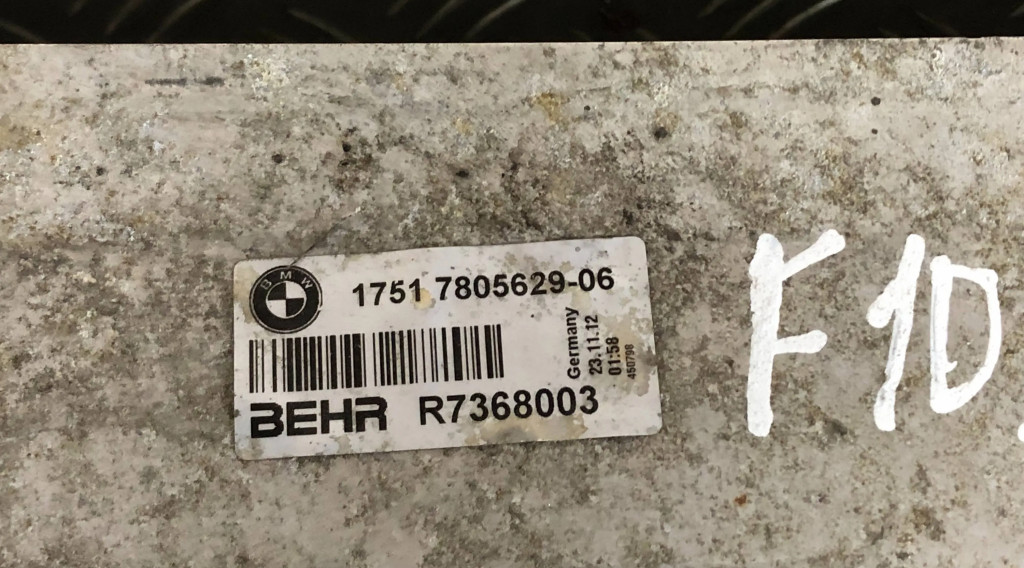 BMW
1751 7805629-06
Germany
23.11.12
01:58
450798
BEHR R7368003
F10